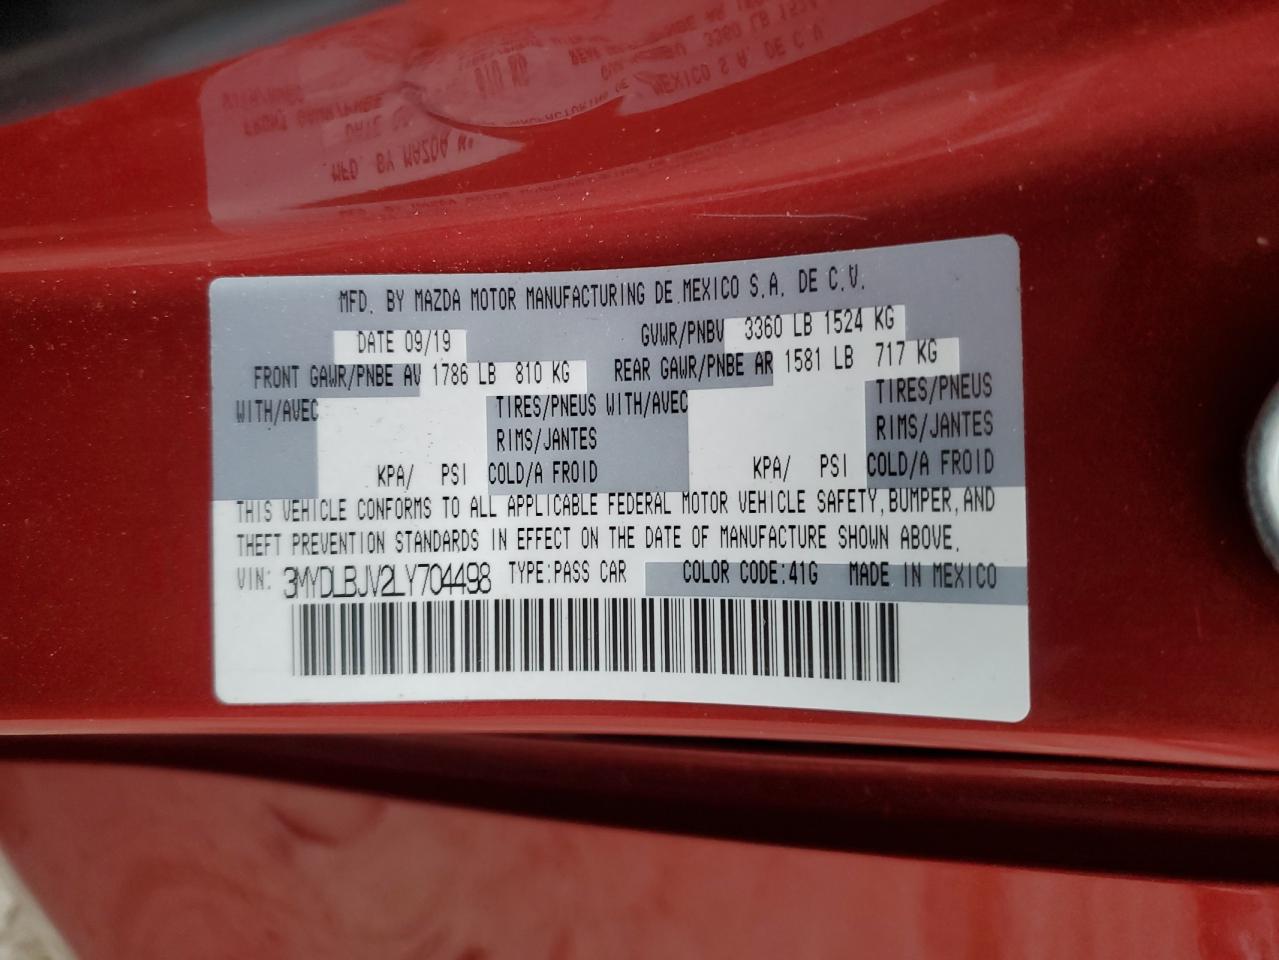 MFD. BY MAZDA MOTOR MANUFACTURING DE MEXICO S.A. DE C.V.
DATE 09/19 GVWR/PNBV 3360 LB 1524 KG
FRONT GAWR/PNBE AV 1786 LB 810 KG REAR GAWR/PNBE AR 1581 LB 717 KG
WITH/AVEC TIRES/PNEUS WITH/AVEC TIRES/PNEUS
RIMS/JANTES RIMS/JANTES
KPA/ PSI COLD/A FROID KPA/ PSI COLD/A FROID
THIS VEHICLE CONFORMS TO ALL APPLICABLE FEDERAL MOTOR VEHICLE SAFETY, BUMPER, AND
THEFT PREVENTION STANDARDS IN EFFECT ON THE DATE OF MANUFACTURE SHOWN ABOVE.
VIN: 3MYDLBJV2LY704498 TYPE:PASS CAR COLOR CODE:41G MADE IN MEXICO